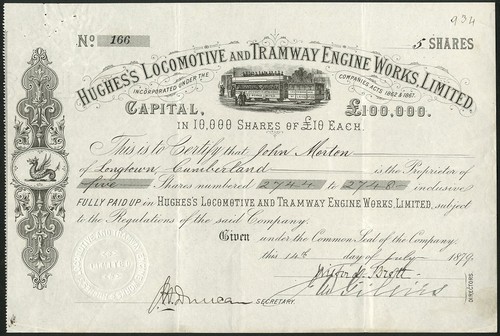 934
No. 166
5 SHARES
HUGHES'S LOCOMOTIVE AND TRAMWAY ENGINE WORKS, LIMITED.
INCORPORATED UNDER THE COMPANIES ACTS 1862 & 1867.
CAPITAL, £100,000.
IN 10,000 SHARES OF £10 EACH.
This is to Certify that John Morton
of Longtown, Cumberland is the Proprietor of
five Shares numbered 2744 to 2748 inclusive
FULLY PAID UP in HUGHES'S LOCOMOTIVE AND TRAMWAY ENGINE WORKS, LIMITED, subject
to the Regulations of the said Company.
Given under the Common Seal of the Company.
this 14th day of July 1879.
Duncan SECRETARY.
DIRECTORS.